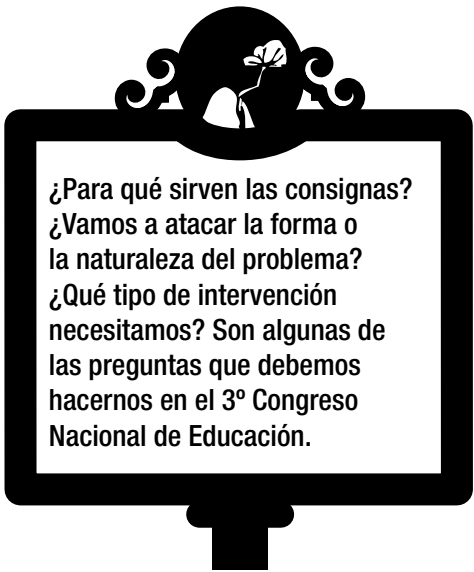 ¿Para qué sirven las consignas?
¿Vamos a atacar la forma o
la naturaleza del problema?
¿Qué tipo de intervención
necesitamos? Son algunas de
las preguntas que debemos
hacernos en el 3º Congreso
Nacional de Educación.